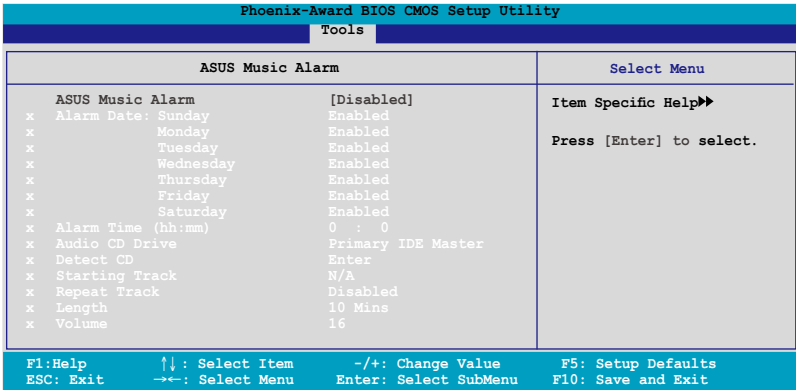 Phoenix-Award BIOS CMOS Setup Utility
Tools
ASUS Music Alarm
Select Menu
ASUS Music Alarm [Disabled]
x Alarm Date: Sunday Enabled
x Monday Enabled
x Tuesday Enabled
x Wednesday Enabled
x Thursday Enabled
x Friday Enabled
x Saturday Enabled
x Alarm Time (hh:mm) 0 : 0
x Audio CD Drive Primary IDE Master
x Detect CD Enter
x Starting Track N/A
x Repeat Track Disabled
x Length 10 Mins
x Volume 16
Item Specific Help▶▶
Press [Enter] to select.
F1:Help ↑↓: Select Item -/+: Change Value F5: Setup Defaults
ESC: Exit →←: Select Menu Enter: Select SubMenu F10: Save and Exit